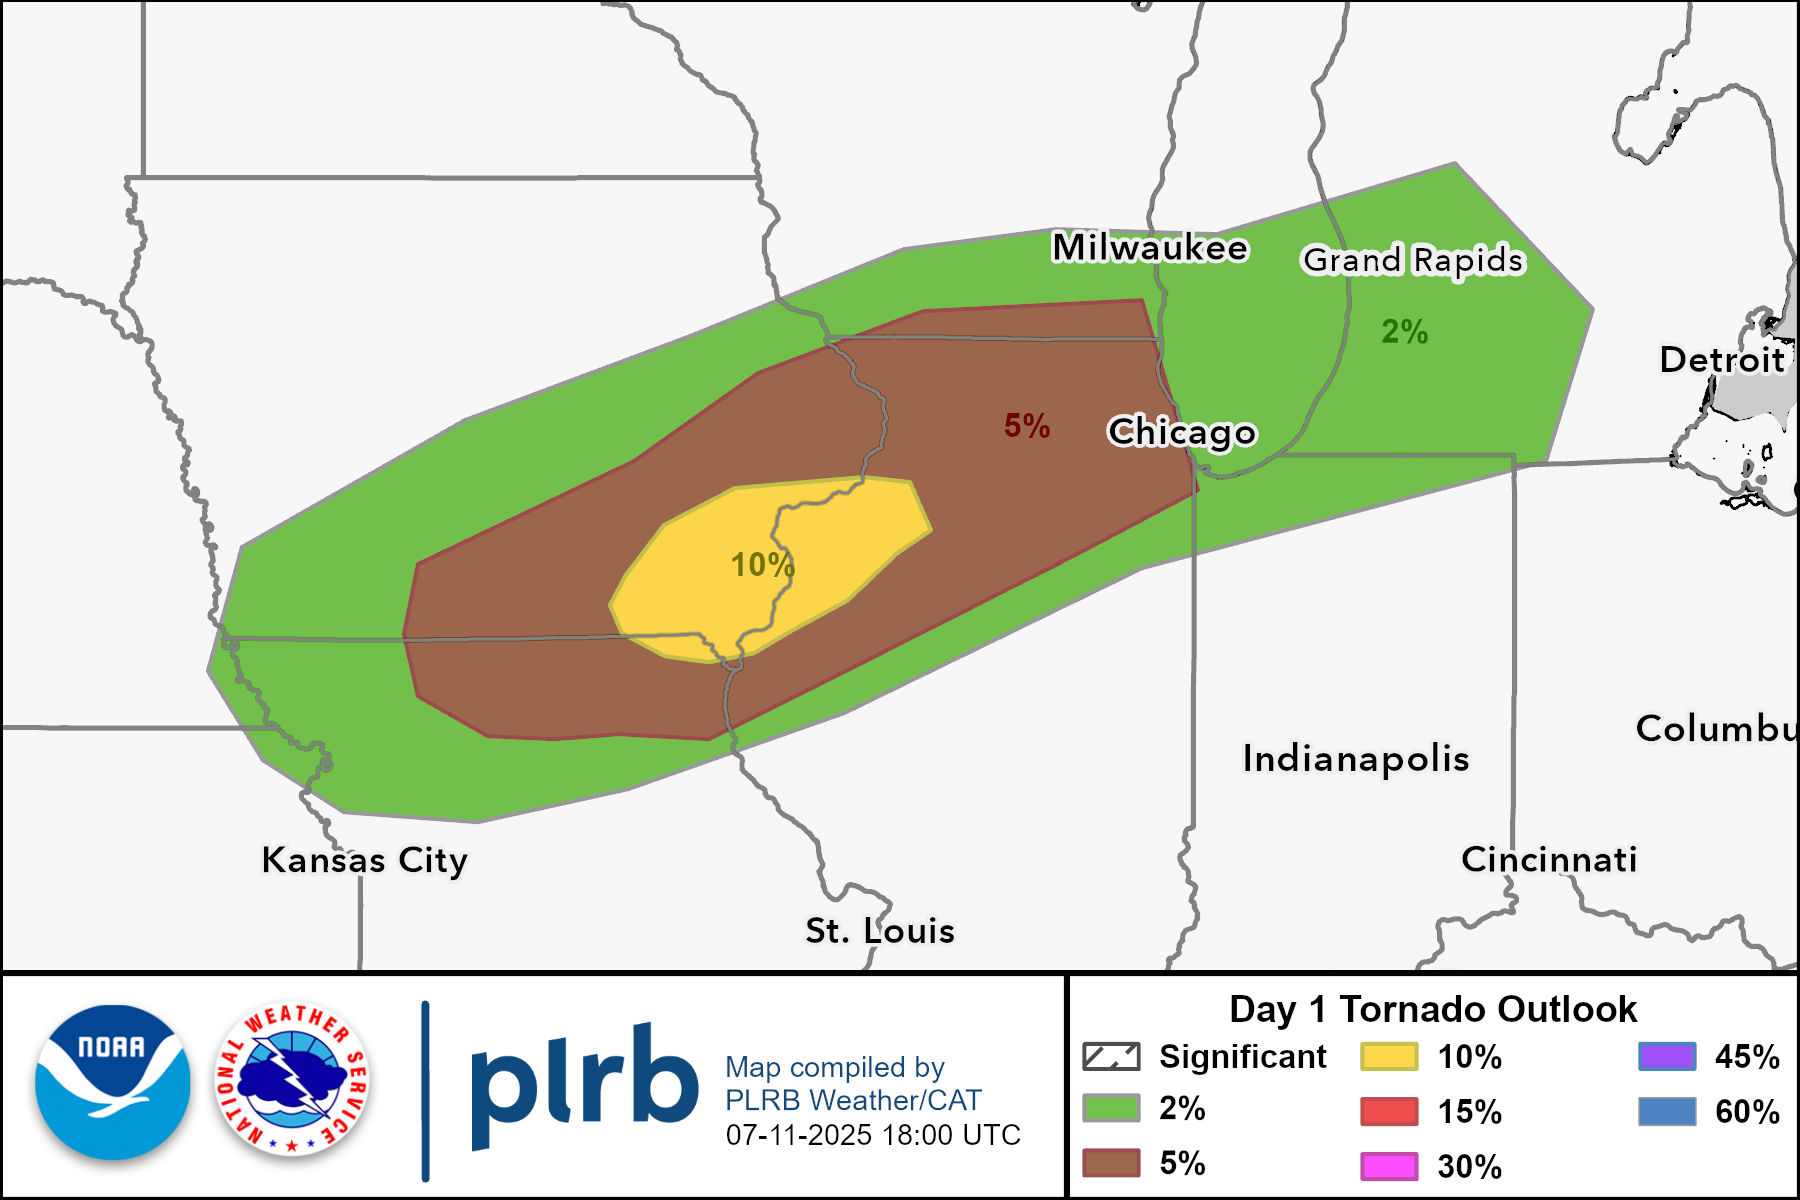 Milwaukee
Grand Rapids
2%
Detroit
5%
Chicago
10%
Columbu
Indianapolis
Kansas City
Cincinnati
St. Louis
NOAA
NATIONAL WEATHER SERVICE
plrb
Map compiled by
PLRB Weather/CAT
07-11-2025 18:00 UTC
Day 1 Tornado Outlook
Significant
2%
5%
10%
15%
30%
45%
60%